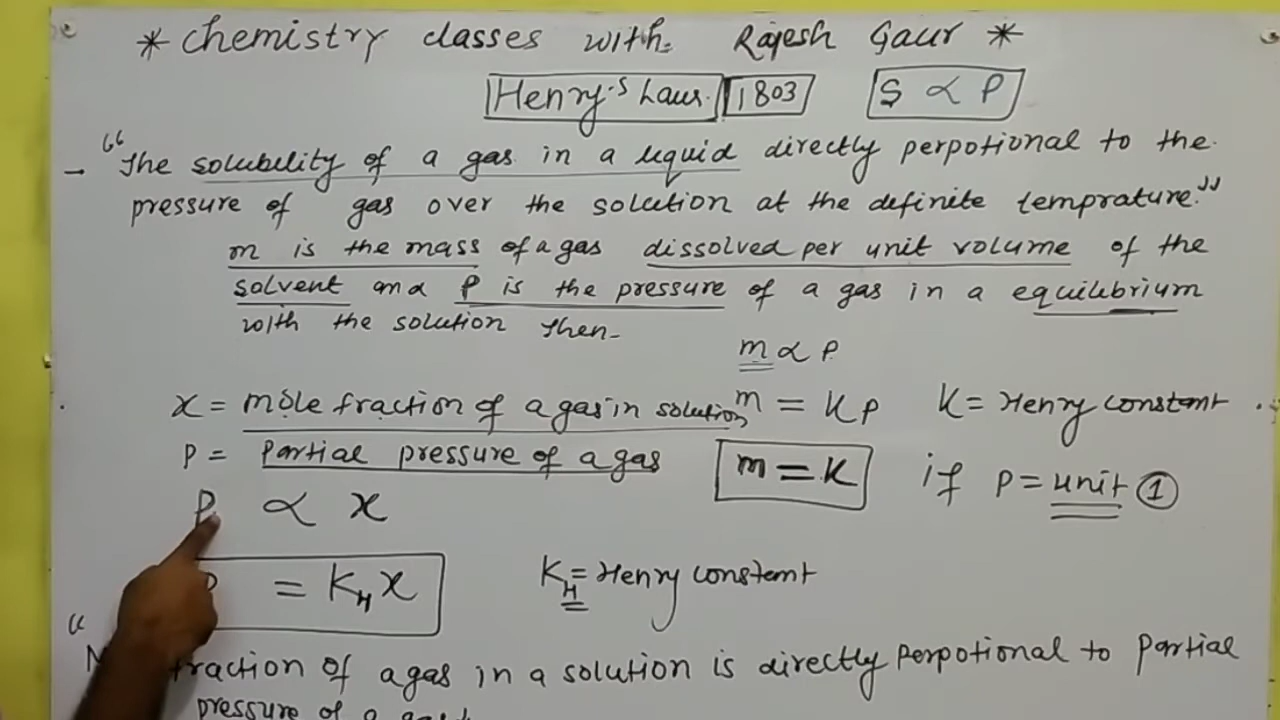 * Chemistry classes with. Rajesh Gaur *
Henry's Law. 1803 S ∝ P
- "The solubility of a gas in a liquid directly perpotional to the
pressure of gas over the solution at the definite temprature."
m is the mass of a gas dissolved per unit volume of the
solvent and P is the pressure of a gas in a equilibrium
with the solution then-
m ∝ P
x = mole fraction of a gas in solution
m = KP K = Henry constant.
P = Partial pressure of a gas
m = K if P = unit ①
P ∝ x
= K_H x K_H = Henry constant
" fraction of a gas in a solution is directly perpotional to Partial
pressure of a gas